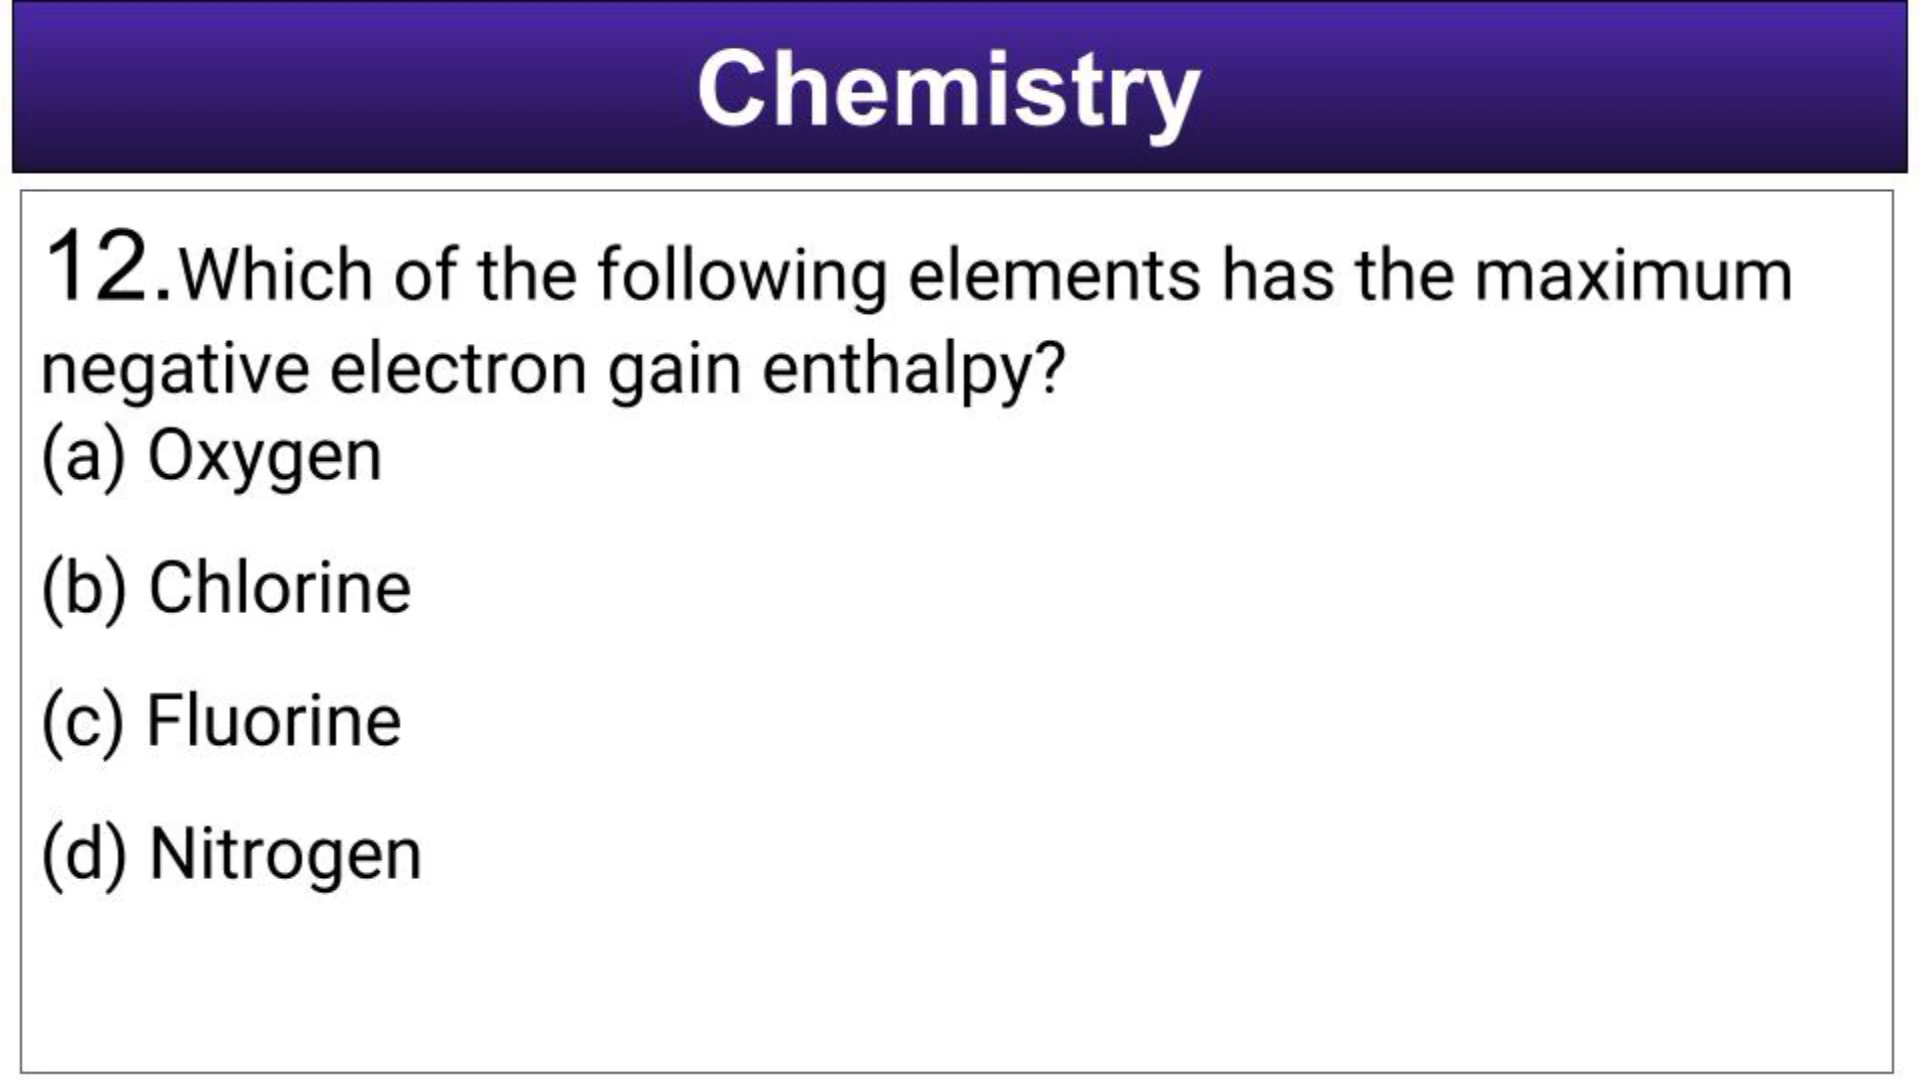 Chemistry
12.Which of the following elements has the maximum
negative electron gain enthalpy?
(a) Oxygen
(b) Chlorine
(c) Fluorine
(d) Nitrogen